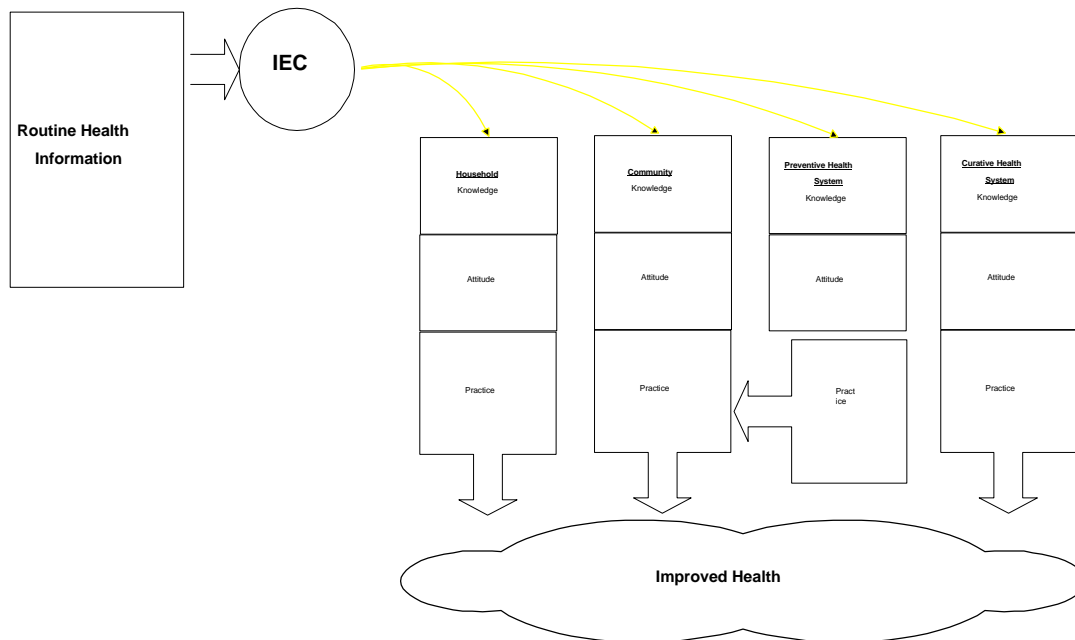 IEC
Routine Health
Information
Household
Knowledge
Attitude
Practice
Community
Knowledge
Attitude
Practice
Preventive Health
System
Knowledge
Attitude
Pract
ice
Curative Health
System
Knowledge
Attitude
Practice
Improved Health